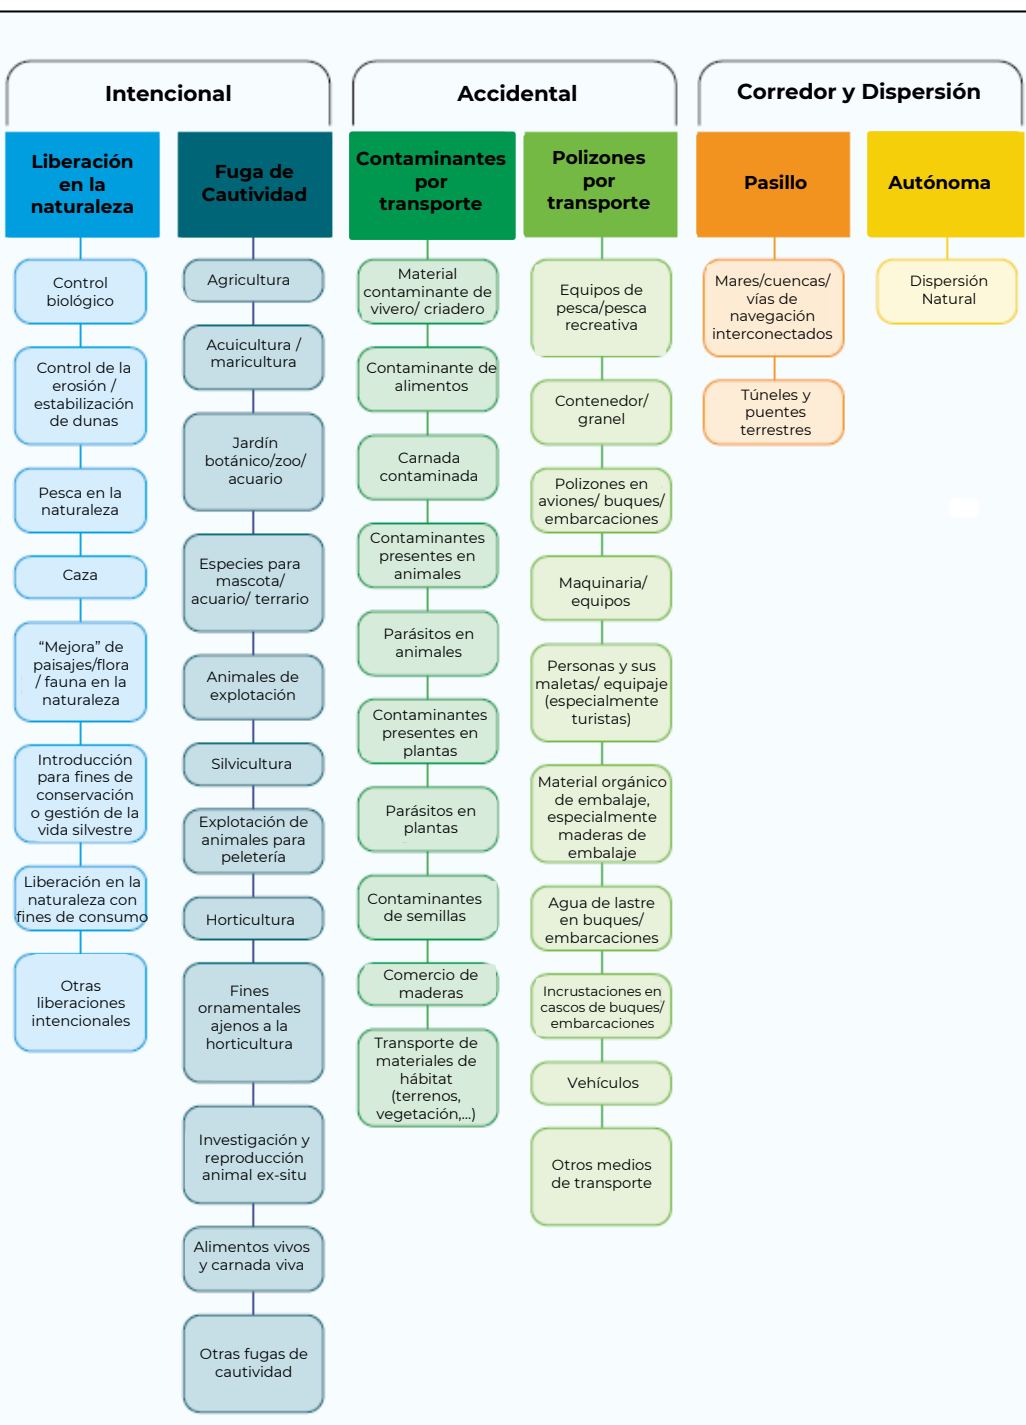 Intencional
Liberación
en la
naturaleza
Control
biológico
Control de la
erosión /
estabilización
de dunas
Pesca en la
naturaleza
Caza
“Mejora” de
paisajes/flora
/ fauna en la
naturaleza
Introducción
para fines de
conservación
o gestión de la
vida silvestre
Liberación en la
naturaleza con
fines de consumo
Otras
liberaciones
intencionales
Fuga de
Cautividad
Agricultura
Acuicultura /
maricultura
Jardín
botánico/zoo/
acuario
Especies para
mascota/
acuario/ terrario
Animales de
explotación
Silvicultura
Explotación de
animales para
peletería
Horticultura
Fines
ornamentales
ajenos a la
horticultura
Investigación y
reproducción
animal ex-situ
Alimentos vivos
y carnada viva
Otras fugas de
cautividad
Accidental
Contaminantes
por
transporte
Material
contaminante de
vivero/ criadero
Contaminante de
alimentos
Carnada
contaminada
Contaminantes
presentes en
animales
Parásitos en
animales
Contaminantes
presentes en
plantas
Parásitos en
plantas
Contaminantes
de semillas
Comercio de
maderas
Transporte de
materiales de
hábitat
(terrenos,
vegetación,...)
Polizones
por
transporte
Equipos de
pesca/pesca
recreativa
Contenedor/
granel
Polizones en
aviones/ buques/
embarcaciones
Maquinaria/
equipos
Personas y sus
maletas/ equipaje
(especialmente
turistas)
Material orgánico
de embalaje,
especialmente
maderas de
embalaje
Agua de lastre
en buques/
embarcaciones
Incrustaciones en
cascos de buques/
embarcaciones
Vehículos
Otros medios
de transporte
Corredor y Dispersión
Pasillo
Mares/cuencas/
vías de
navegación
interconectados
Túneles y
puentes
terrestres
Autónoma
Dispersión
Natural